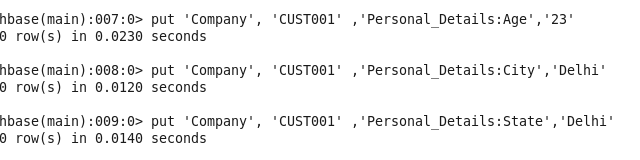 hbase(main):007:0> put 'Company', 'CUST001' ,'Personal_Details:Age','23'
0 row(s) in 0.0230 seconds
hbase(main):008:0> put 'Company', 'CUST001' ,'Personal_Details:City','Delhi'
0 row(s) in 0.0120 seconds
hbase(main):009:0> put 'Company', 'CUST001' ,'Personal_Details:State','Delhi'
0 row(s) in 0.0140 seconds